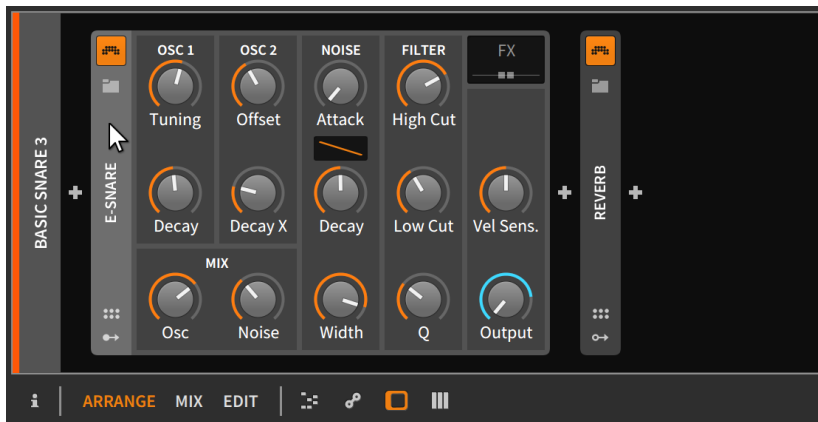 BASIC SNARE 3
E-SNARE
OSC 1 OSC 2 NOISE FILTER FX
Tuning Offset Attack High Cut
Decay Decay X Decay Low Cut Vel Sens.
MIX
Osc Noise Width Q Output
REVERB
i ARRANGE MIX EDIT